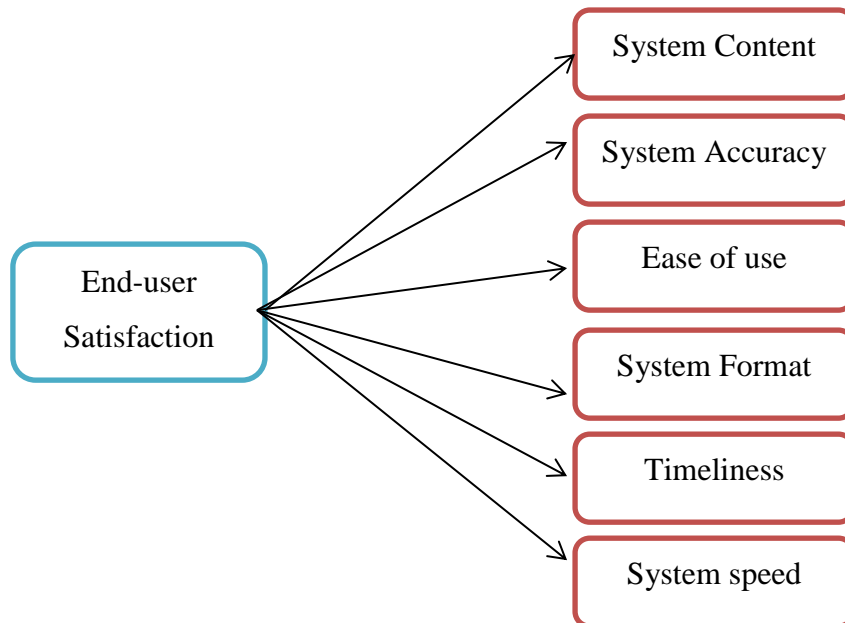 System Content
System Accuracy
Ease of use
End-user
Satisfaction
System Format
Timeliness
System speed